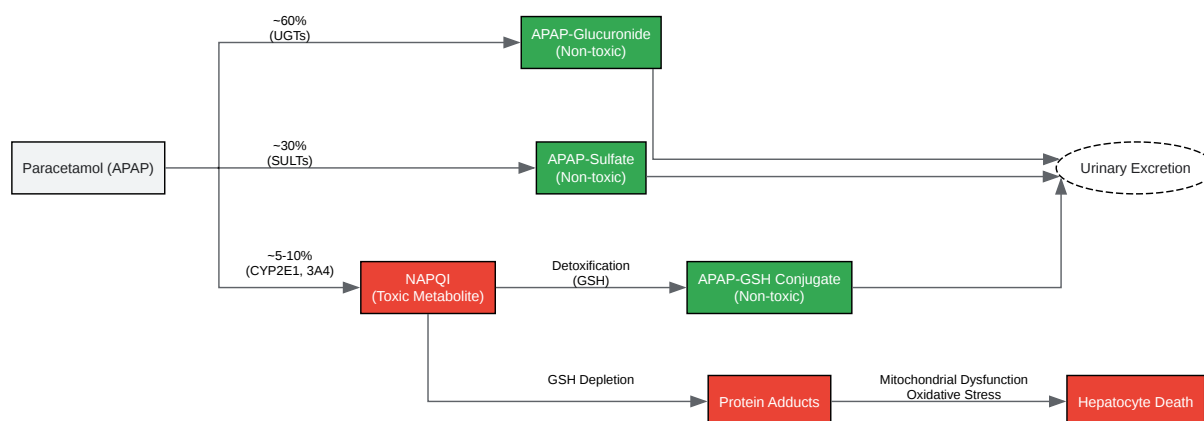 ~60%
(UGTs)
APAP-Glucuronide
(Non-toxic)
Paracetamol (APAP)
~30%
(SULTs)
APAP-Sulfate
(Non-toxic)
Urinary Excretion
~5-10%
(CYP2E1, 3A4)
NAPQI
(Toxic Metabolite)
Detoxification
(GSH)
APAP-GSH Conjugate
(Non-toxic)
GSH Depletion
Protein Adducts
Mitochondrial Dysfunction
Oxidative Stress
Hepatocyte Death